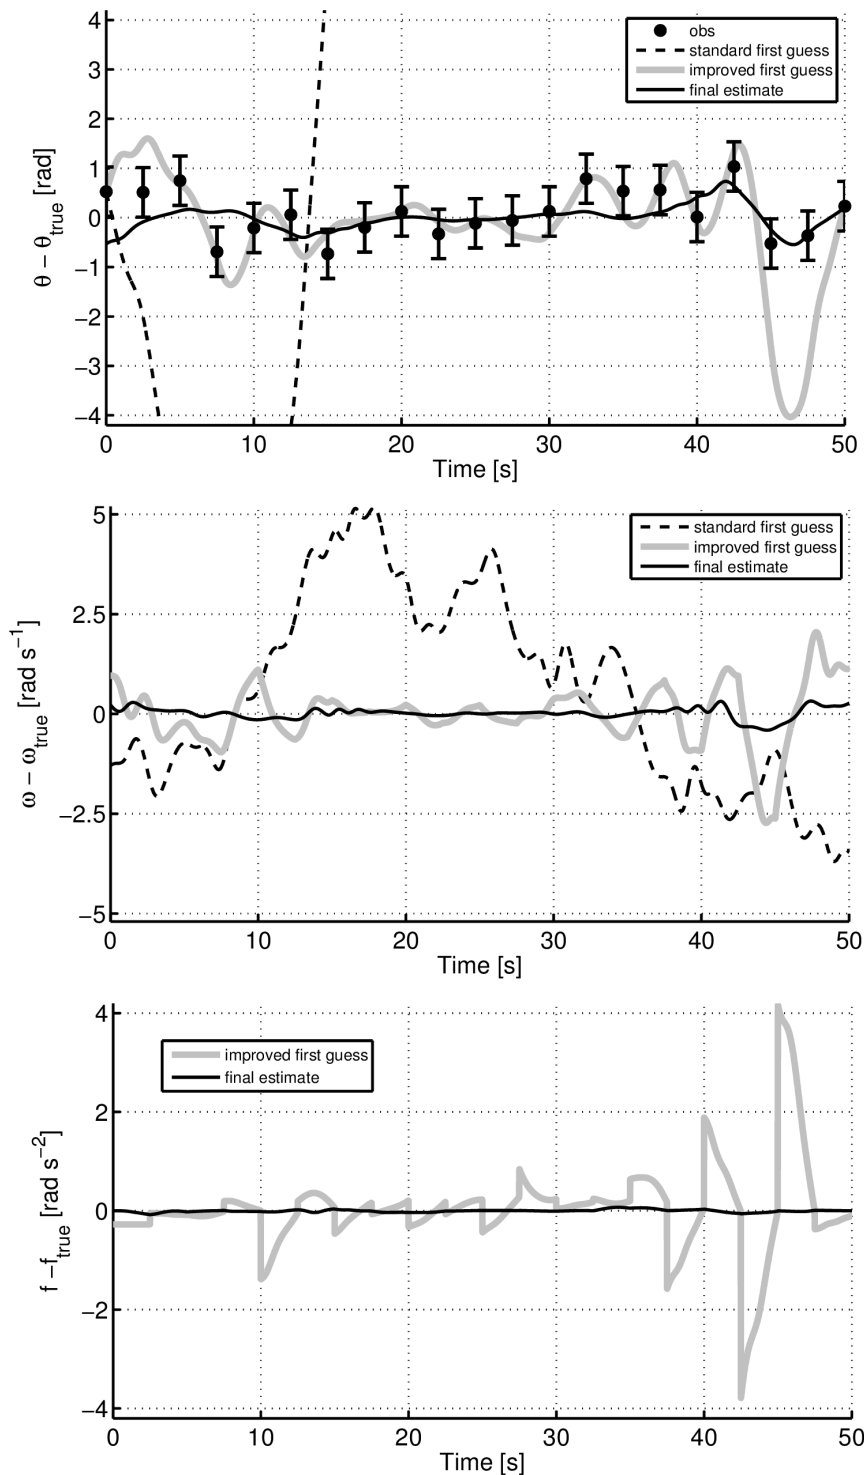 4
3
2
1
0
−1
−2
−3
−4
θ − θtrue [rad]
obs
standard first guess
improved first guess
final estimate
0 10 20 30 40 50
Time [s]
5
2.5
0
−2.5
−5
ω − ωtrue [rad s−1]
standard first guess
improved first guess
final estimate
0 10 20 30 40 50
Time [s]
4
2
0
−2
−4
f −ftrue [rad s−2]
improved first guess
final estimate
0 10 20 30 40 50
Time [s]